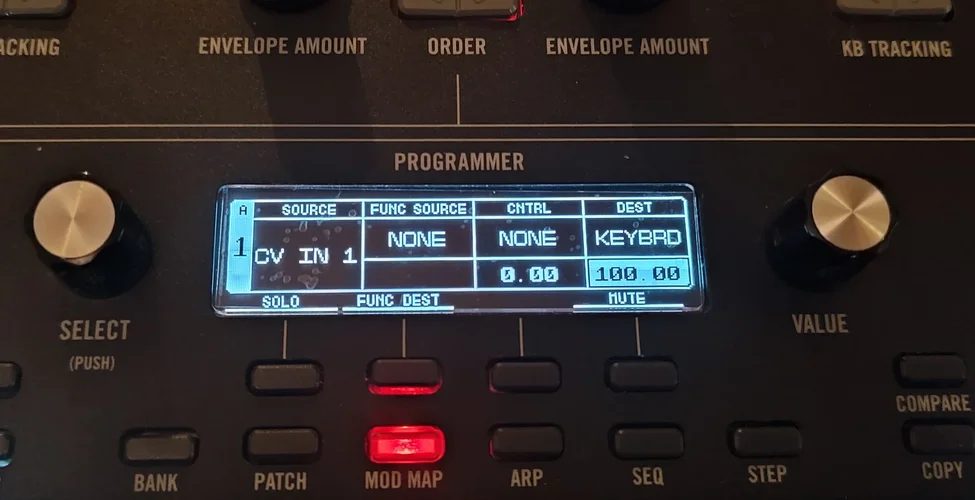 ACKING
ENVELOPE AMOUNT
ORDER
ENVELOPE AMOUNT
KB TRACKING
PROGRAMMER
A SOURCE FUNC SOURCE CNTRL DEST
1 CV IN 1 NONE NONE KEYBRD
0.00 100.00
SOLO FUNC DEST MUTE
SELECT
(PUSH)
VALUE
COMPARE
BANK
PATCH
MOD MAP
ARP
SEQ
STEP
COPY